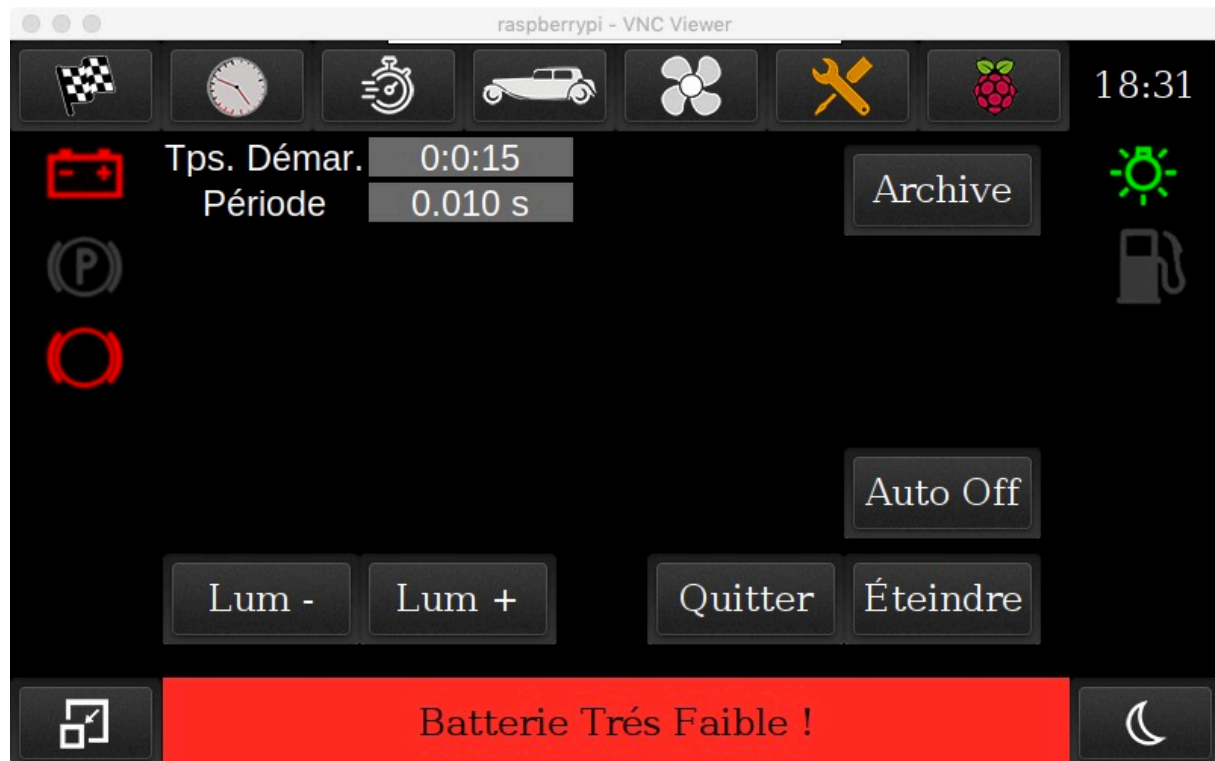 raspberrypi - VNC Viewer
18:31
Tps. Démar. 0:0:15
Période 0.010 s
Archive
P
Auto Off
Lum - Lum + Quitter Éteindre
Batterie Trés Faible !